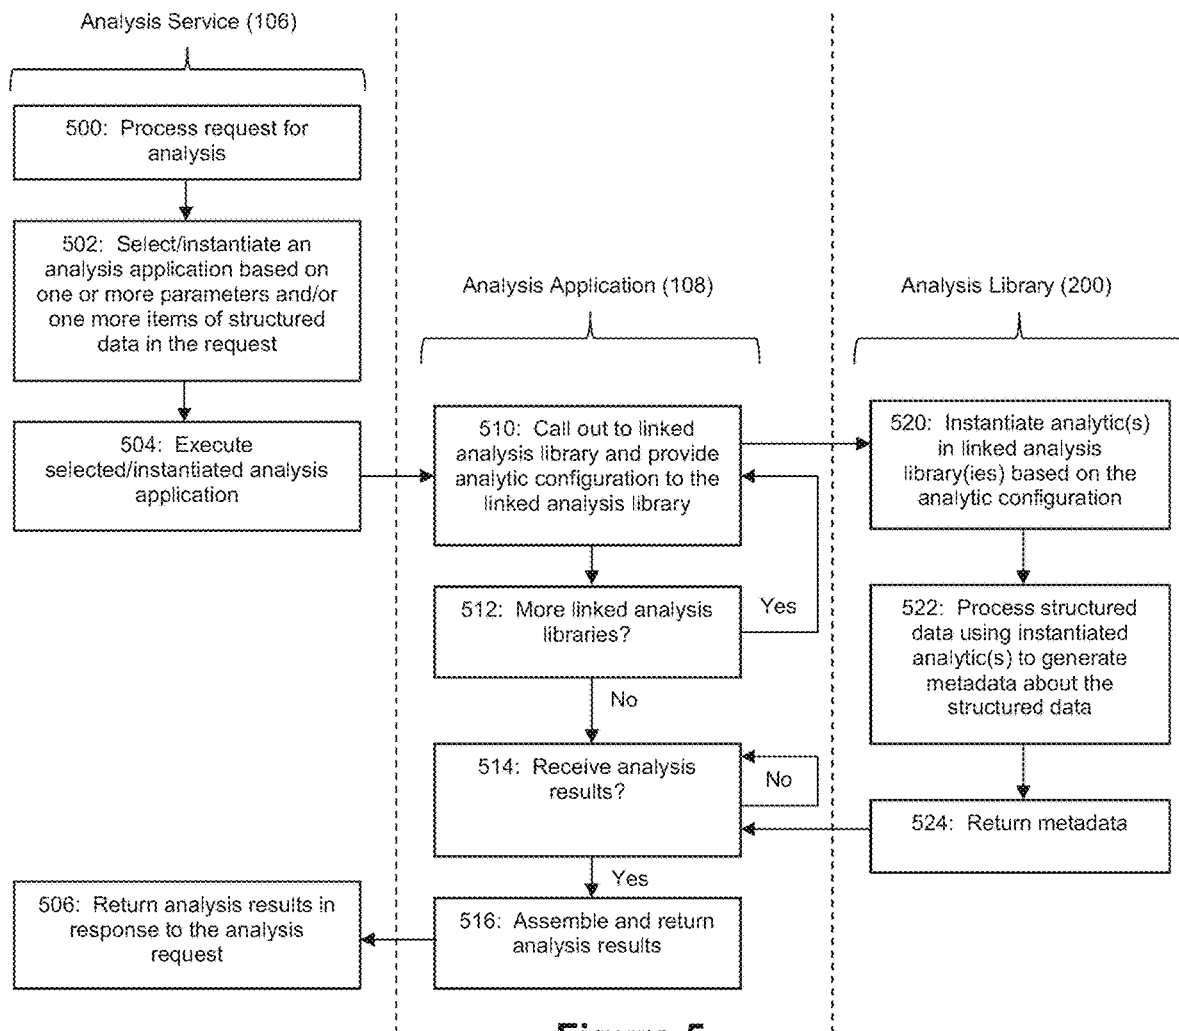 Analysis Service (106)
500: Process request for
analysis
502: Select/instantiate an
analysis application based on
one or more parameters and/or
one more items of structured
data in the request
504: Execute
selected/instantiated analysis
application
506: Return analysis results in
response to the analysis
request
Analysis Application (108)
510: Call out to linked
analysis library and provide
analytic configuration to the
linked analysis library
512: More linked analysis
libraries?
Yes
No
514: Receive analysis
results?
No
Yes
516: Assemble and return
analysis results
Analysis Library (200)
520: Instantiate analytic(s)
in linked analysis
library(ies) based on the
analytic configuration
522: Process structured
data using instantiated
analytic(s) to generate
metadata about the
structured data
524: Return metadata
Figure 5